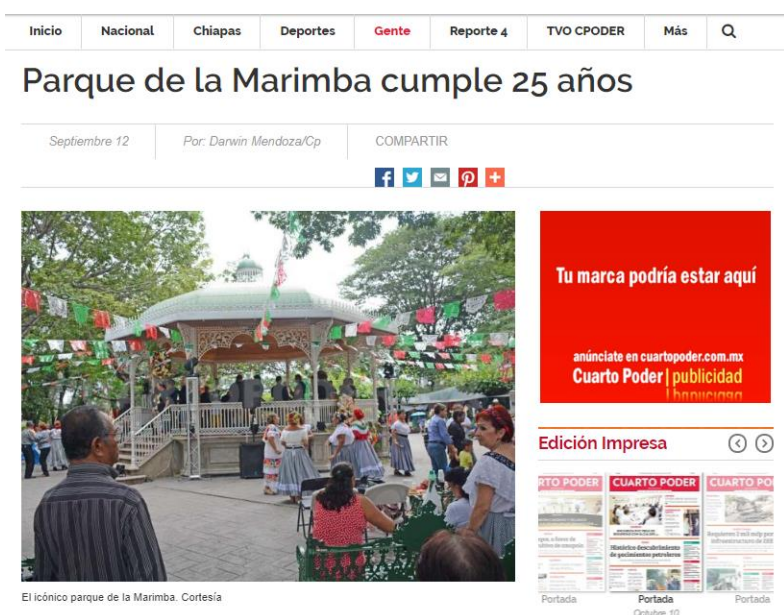 Inicio
Nacional
Chiapas
Deportes
Gente
Reporte 4
TVO CPODER
Más
Parque de la Marimba cumple 25 años
Septiembre 12
Por: Darwin Mendoza/Cp
COMPARTIR
El icónico parque de la Marimba. Cortesía
Tu marca podría estar aquí
anúnciate en cuartopoder.com.mx
Cuarto Poder | publicidad
Edición Impresa
RTO PODER
CUARTO PODER
CUARTO PO
Histórico descubrimiento
de yacimientos petroleros
Portada
Portada
Portada
Octubre 10